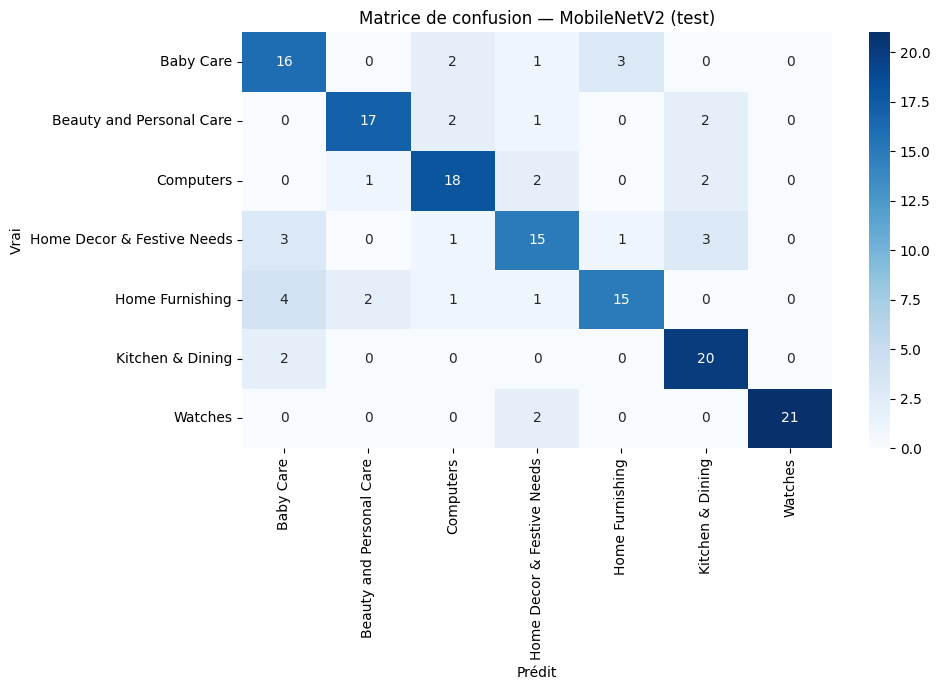 Matrice de confusion — MobileNetV2 (test)
Vrai
Baby Care 16 0 2 1 3 0 0
Beauty and Personal Care 0 17 2 1 0 2 0
Computers 0 1 18 2 0 2 0
Home Decor & Festive Needs 3 0 1 15 1 3 0
Home Furnishing 4 2 1 1 15 0 0
Kitchen & Dining 2 0 0 0 0 20 0
Watches 0 0 0 2 0 0 21
Baby Care
Beauty and Personal Care
Computers
Home Decor & Festive Needs
Home Furnishing
Kitchen & Dining
Watches
Prédit
20.0
17.5
15.0
12.5
10.0
7.5
5.0
2.5
0.0